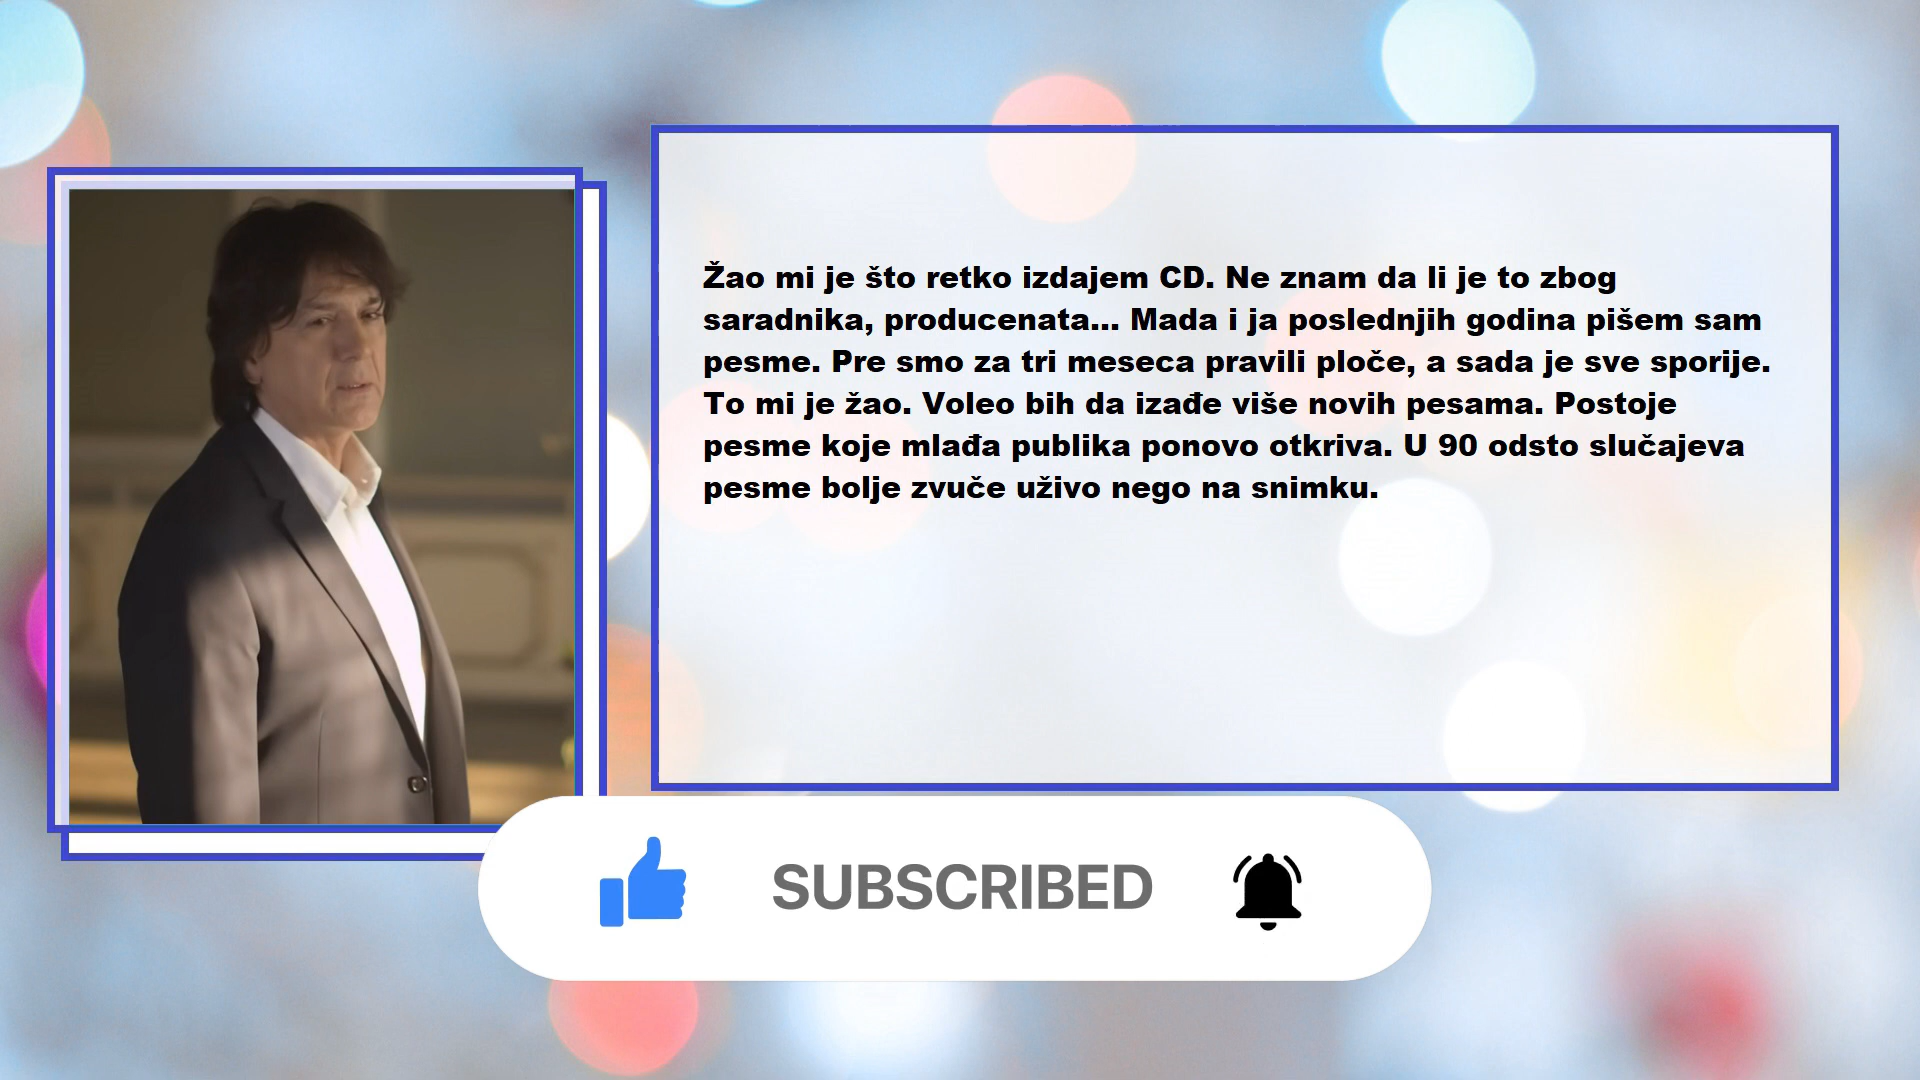 Žao mi je što retko izdajem CD. Ne znam da li je to zbog
saradnika, producenata... Mada i ja poslednjih godina pišem sam
pesme. Pre smo za tri meseca pravili ploče, a sada je sve sporije.
To mi je žao. Voleo bih da izađe više novih pesama. Postoje
pesme koje mlađa publika ponovo otkriva. U 90 odsto slučajeva
pesme bolje zvuče uživo nego na snimku.
SUBSCRIBED